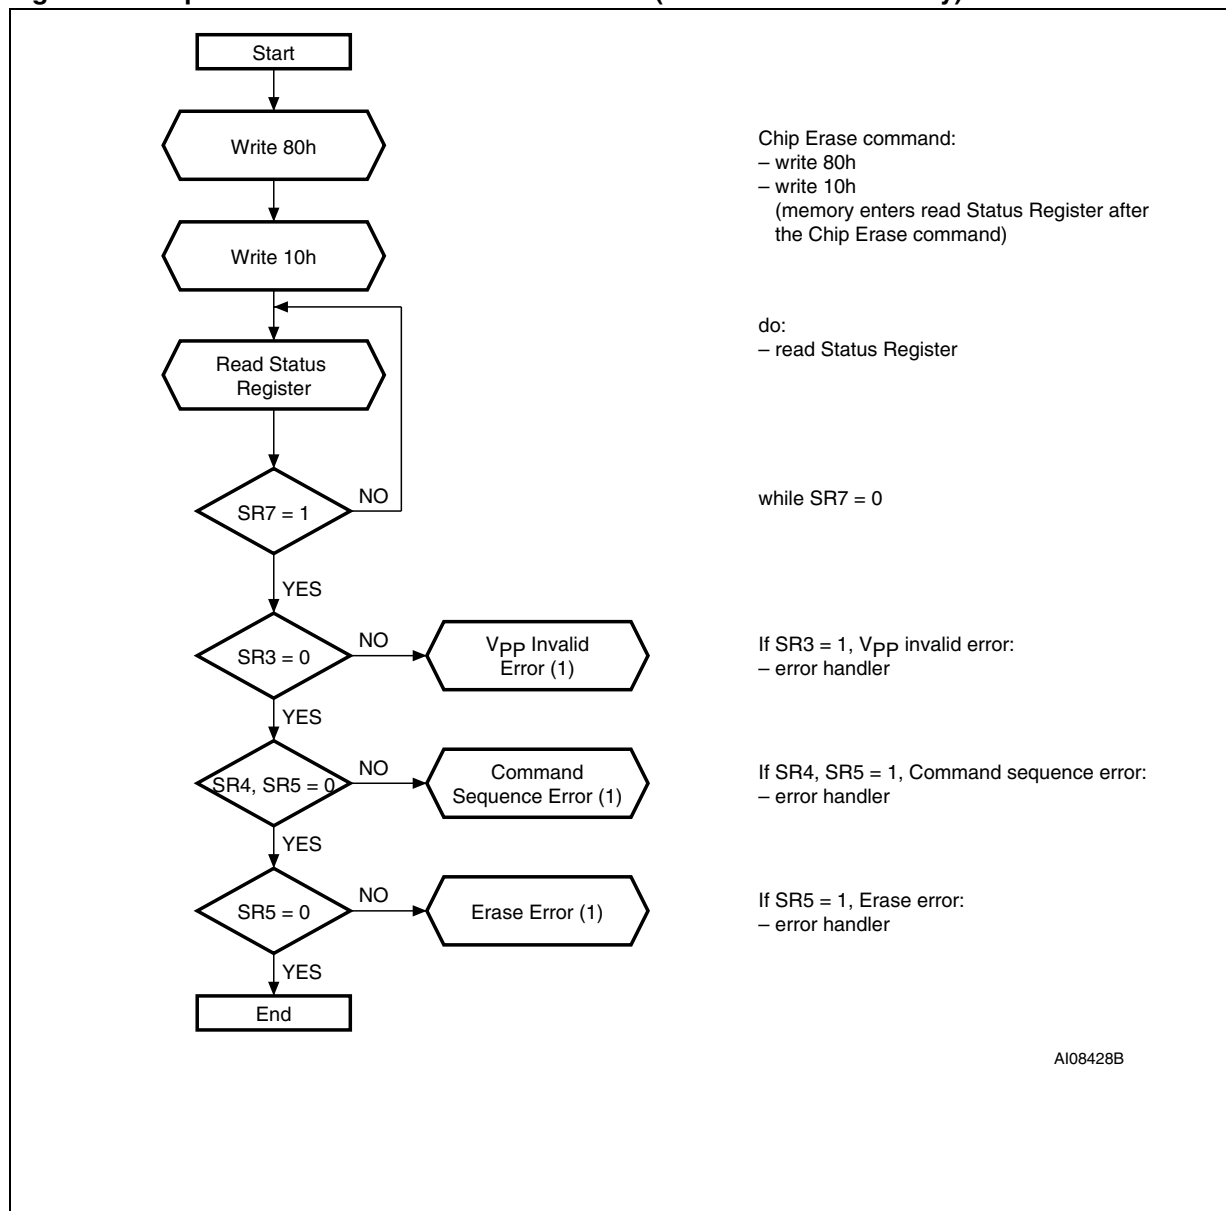 Start
Write 80h
Chip Erase command:
– write 80h
– write 10h
(memory enters read Status Register after
the Chip Erase command)
Write 10h
do:
– read Status Register
Read Status
Register
SR7 = 1
NO
while SR7 = 0
YES
SR3 = 0
NO
VPP Invalid
Error (1)
If SR3 = 1, VPP invalid error:
– error handler
YES
SR4, SR5 = 0
NO
Command
Sequence Error (1)
If SR4, SR5 = 1, Command sequence error:
– error handler
YES
SR5 = 0
NO
Erase Error (1)
If SR5 = 1, Erase error:
– error handler
YES
End
AI08428B